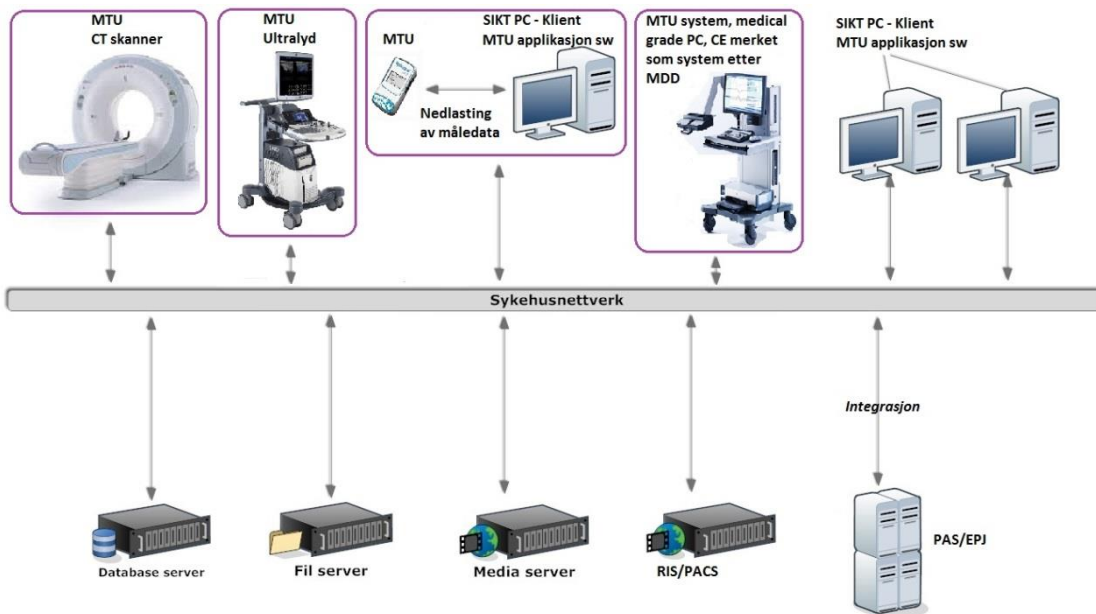 MTU
CT skanner
MTU
Ultralyd
MTU
SIKT PC - Klient
MTU applikasjon sw
Nedlasting
av måledata
MTU system, medical
grade PC, CE merket
som system etter
MDD
SIKT PC - Klient
MTU applikasjon sw
Sykehusnettverk
Integrasjon
Database server
Fil server
Media server
RIS/PACS
PAS/EPJ